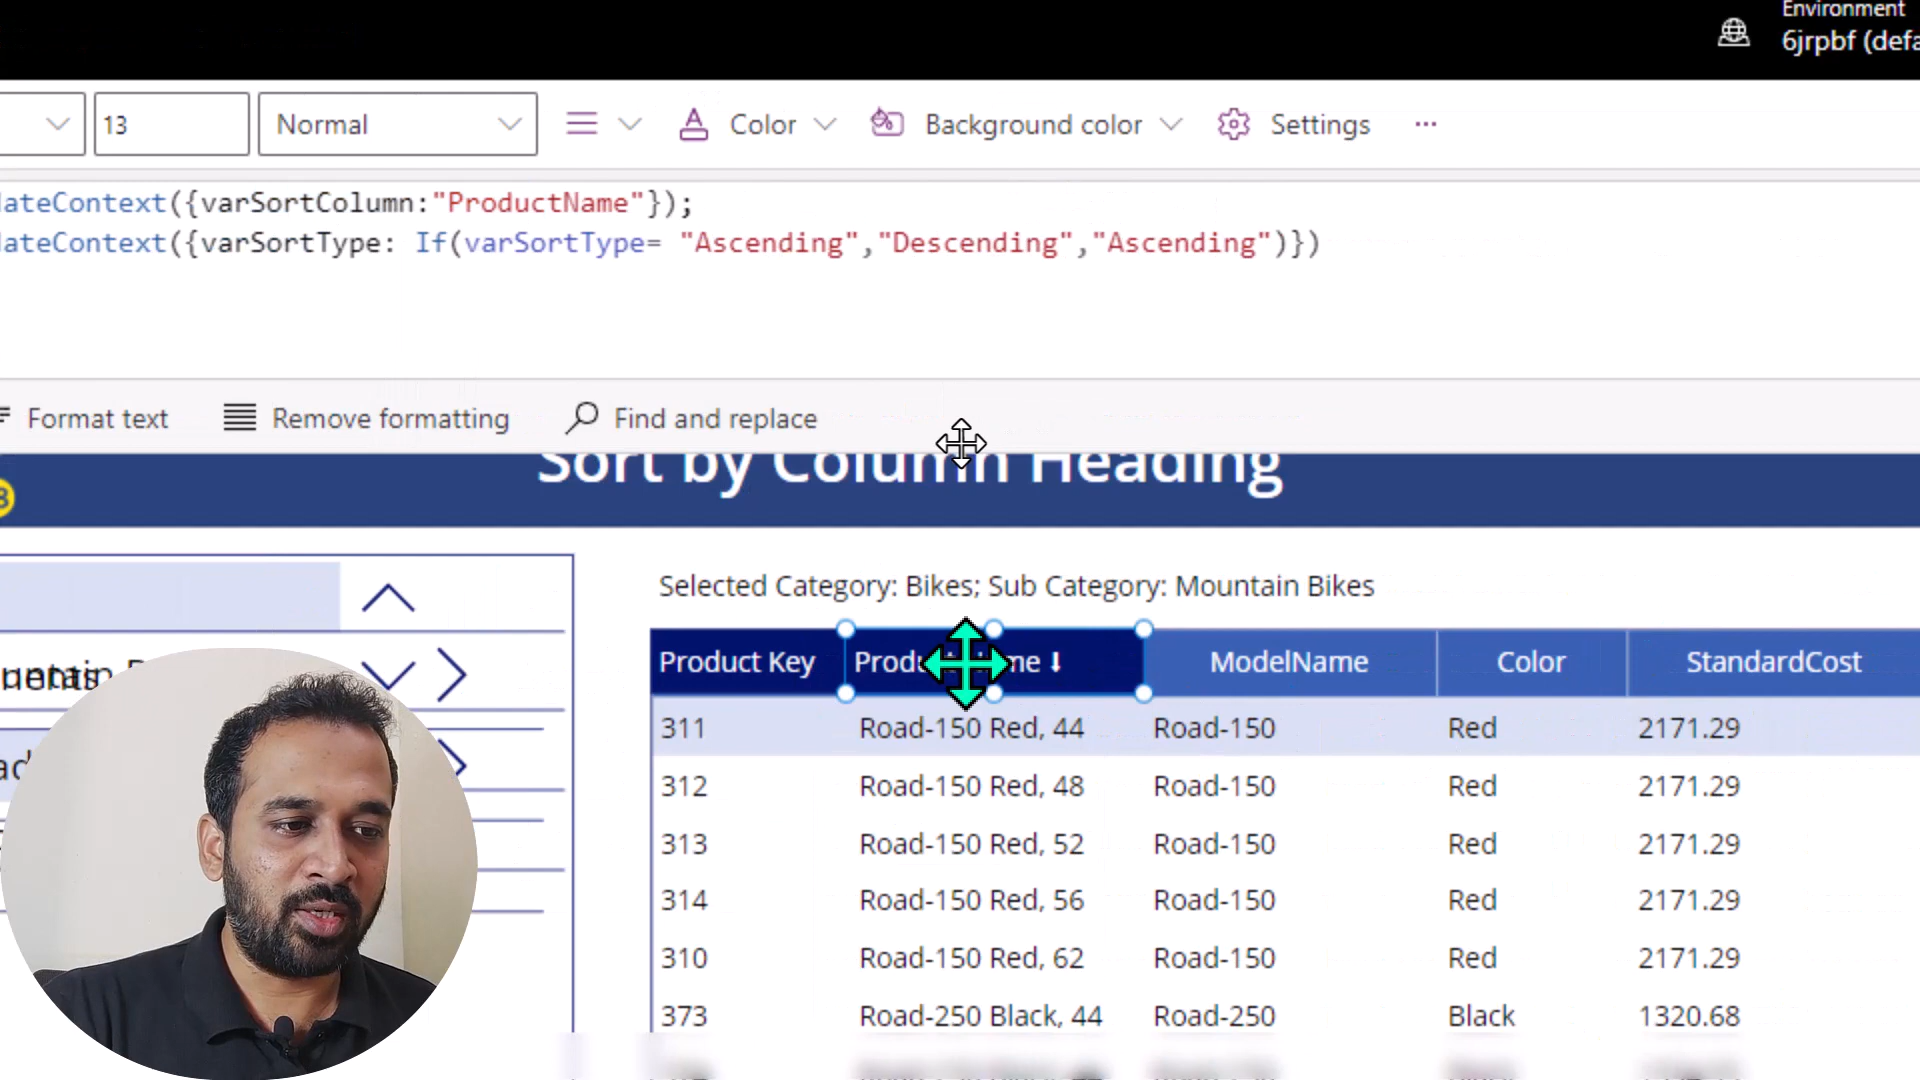 Environment
6jrpbf (defa
13
Normal
Color
Background color
Settings
ateContext({varSortColumn:"ProductName"});
ateContext({varSortType: If(varSortType= "Ascending","Descending","Ascending")})
Format text
Remove formatting
Find and replace
Sort by Column Heading
Selected Category: Bikes; Sub Category: Mountain Bikes
Product Key
ModelName
Color
StandardCost
311 Road-150 Red, 44 Road-150 Red 2171.29
312 Road-150 Red, 48 Road-150 Red 2171.29
313 Road-150 Red, 52 Road-150 Red 2171.29
314 Road-150 Red, 56 Road-150 Red 2171.29
310 Road-150 Red, 62 Road-150 Red 2171.29
373 Road-250 Black, 44 Road-250 Black 1320.68